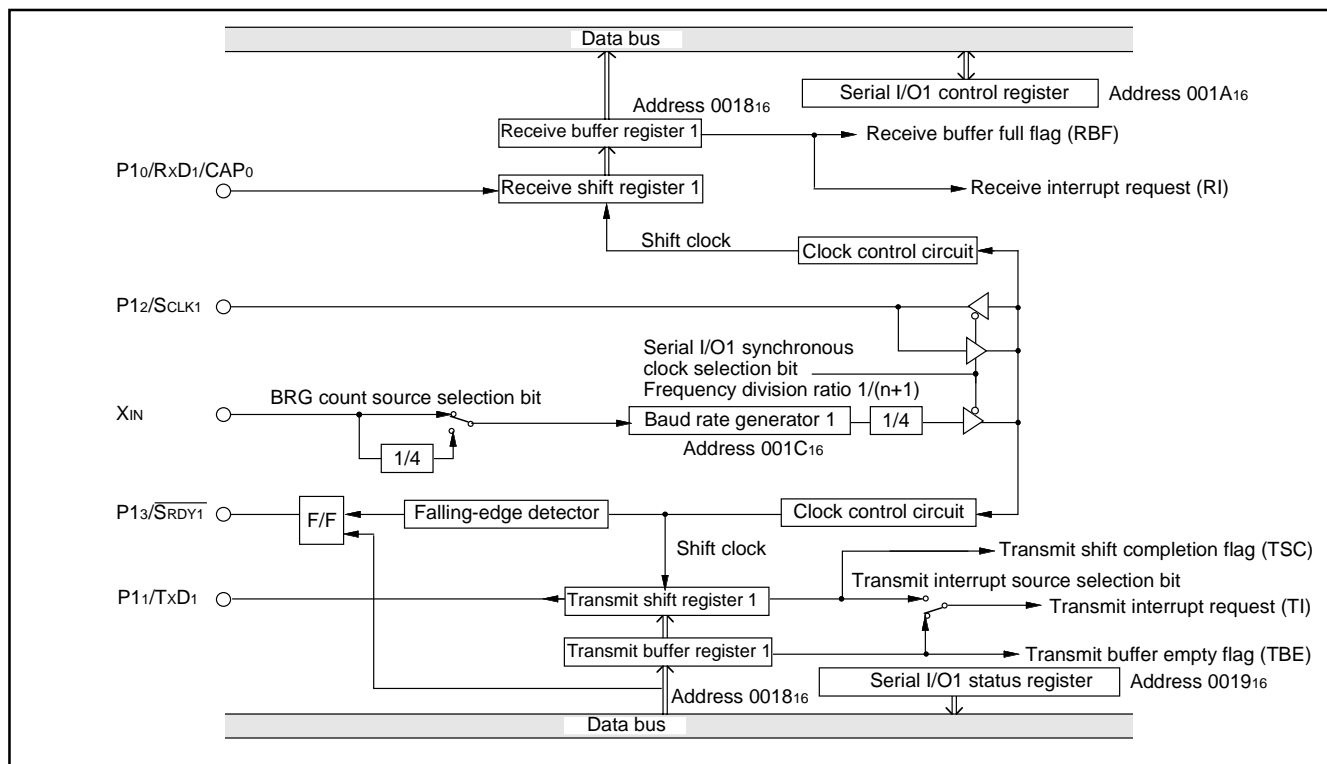 Data bus
Serial I/O1 control register
Address 001A16
Address 001816
Receive buffer register 1
Receive buffer full flag (RBF)
P10/RXD1/CAP0
Receive shift register 1
Receive interrupt request (RI)
Shift clock
Clock control circuit
P12/SCLK1
Serial I/O1 synchronous
clock selection bit
Frequency division ratio 1/(n+1)
BRG count source selection bit
XIN
Baud rate generator 1
1/4
Address 001C16
1/4
P13/SRDY1
F/F
Falling-edge detector
Clock control circuit
Shift clock
Transmit shift completion flag (TSC)
Transmit interrupt source selection bit
P11/TXD1
Transmit shift register 1
Transmit interrupt request (TI)
Transmit buffer register 1
Transmit buffer empty flag (TBE)
Address 001816
Serial I/O1 status register
Address 001916
Data bus